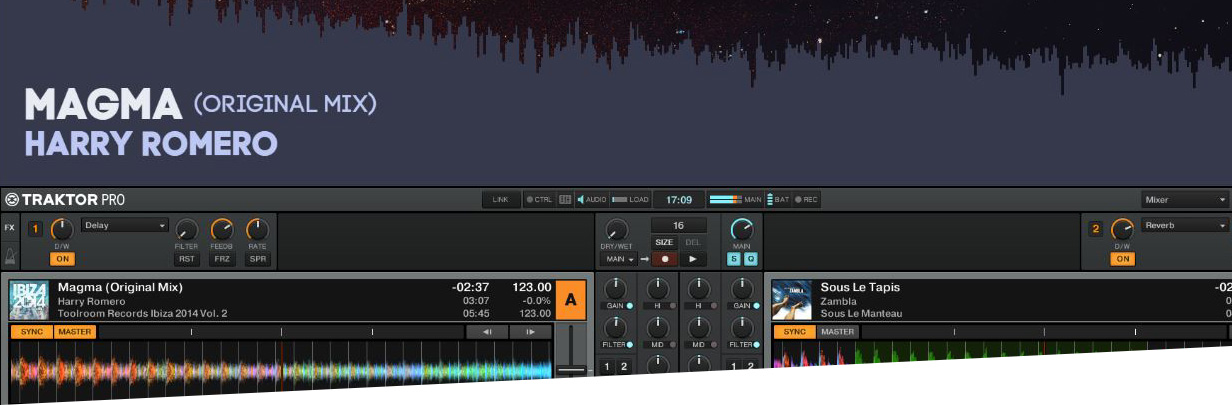 MAGMA (ORIGINAL MIX)
HARRY ROMERO
TRAKTOR PRO
LINK CTRL AUDIO LOAD 17:09 MAIN BAT REC Mixer
FX 1 Delay 16 2 Reverb
D/W FILTER FEEDB RATE DRY/WET SIZE DEL MAIN D/W
ON RST FRZ SPR MAIN S Q ON
Magma (Original Mix) -02:37 123.00
Harry Romero 03:07 -0.0%
Toolroom Records Ibiza 2014 Vol. 2 05:45 123.00
IBIZA
2014
A
SYNC MASTER
GAIN HI HI GAIN
FILTER MID MID FILTER
1 2 1 2
ZAMBLA
Sous Le Tapis -02
Zambla
Sous Le Manteau 0
SYNC MASTER